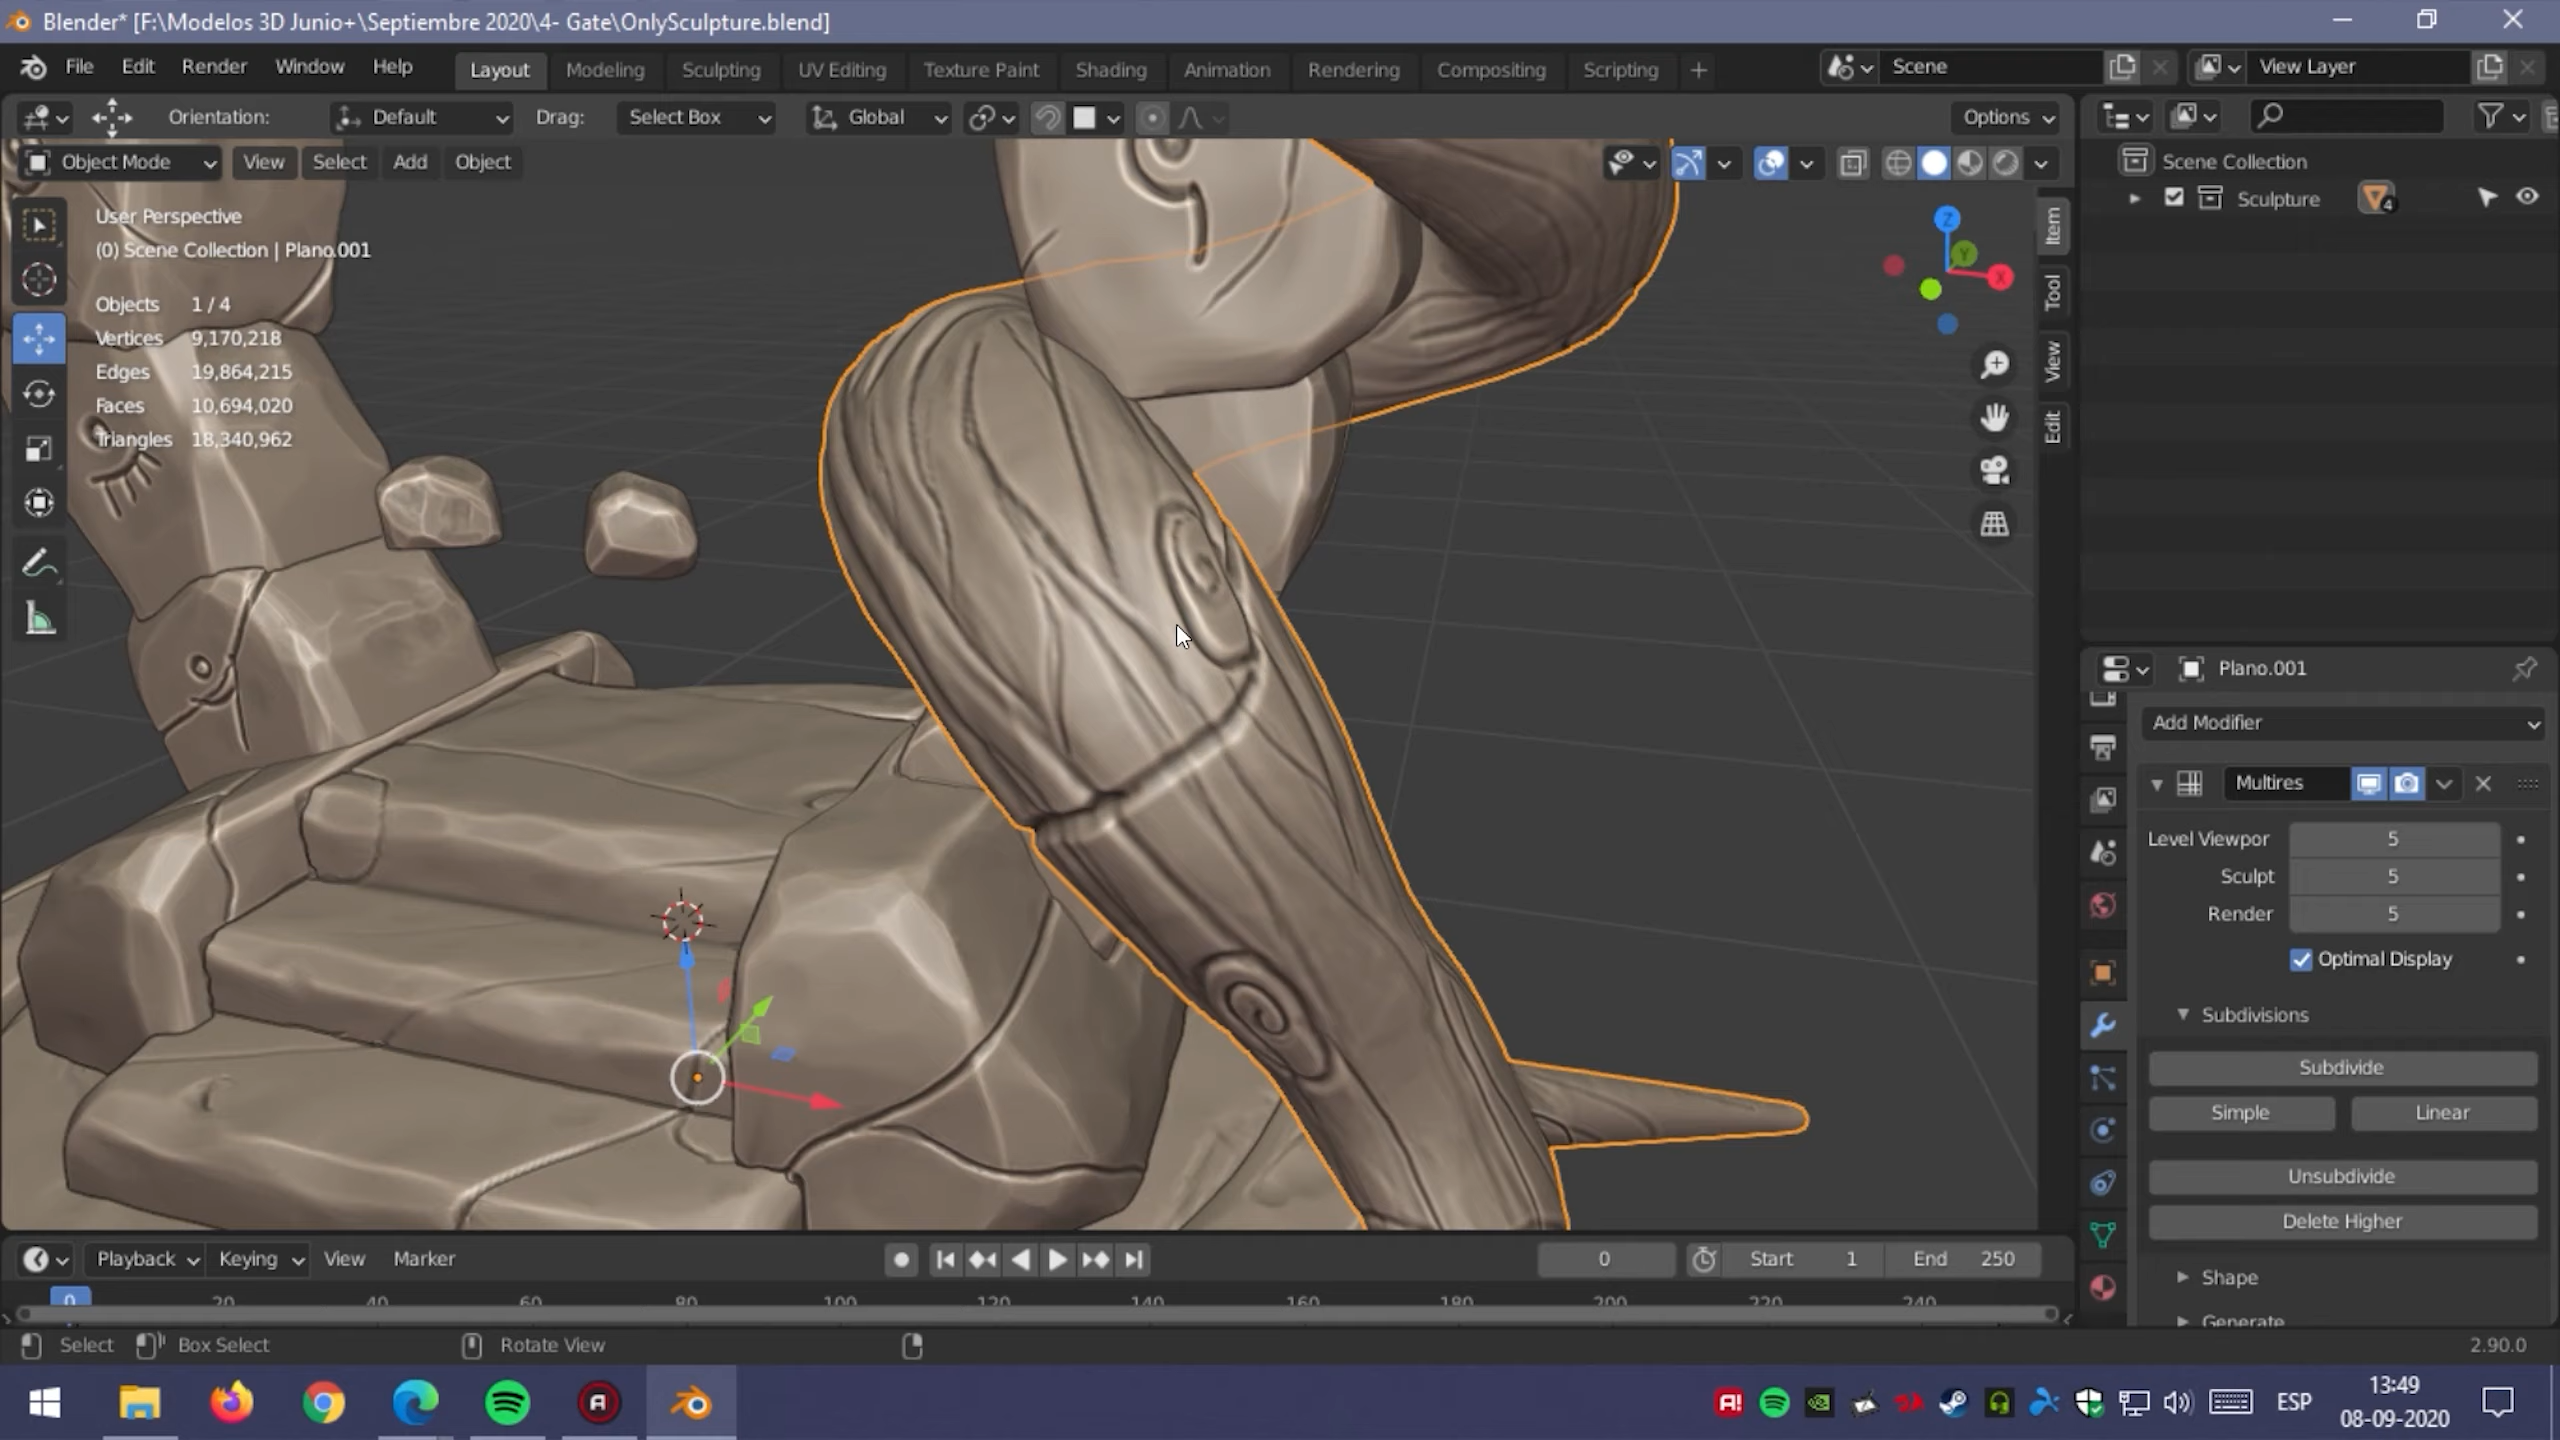 Blender* [F:\Modelos 3D Junio+\Septiembre 2020\4- Gate\OnlySculpture.blend]
File Edit Render Window Help Layout Modeling Sculpting UV Editing Texture Paint Shading Animation Rendering Compositing Scripting + Scene View Layer
Orientation: Default Drag: Select Box Global Options
Object Mode View Select Add Object
Scene Collection
Sculpture 4
User Perspective
(0) Scene Collection | Plano.001
Objects 1 / 4
Vertices 9,170,218
Edges 19,864,215
Faces 10,694,020
Triangles 18,340,962
Z
Y
X
Item
Tool
View
Edit
Plano.001
Add Modifier
Multires
Level Viewpor 5
Sculpt 5
Render 5
Optimal Display
Subdivisions
Subdivide
Simple Linear
Unsubdivide
Delete Higher
Shape
Generate
Playback Keying View Marker 0 Start 1 End 250
0 20 40 60 80 100 120 140 160 180 200 220 240
Select Box Select Rotate View 2.90.0
A A! ESP 13:49
08-09-2020